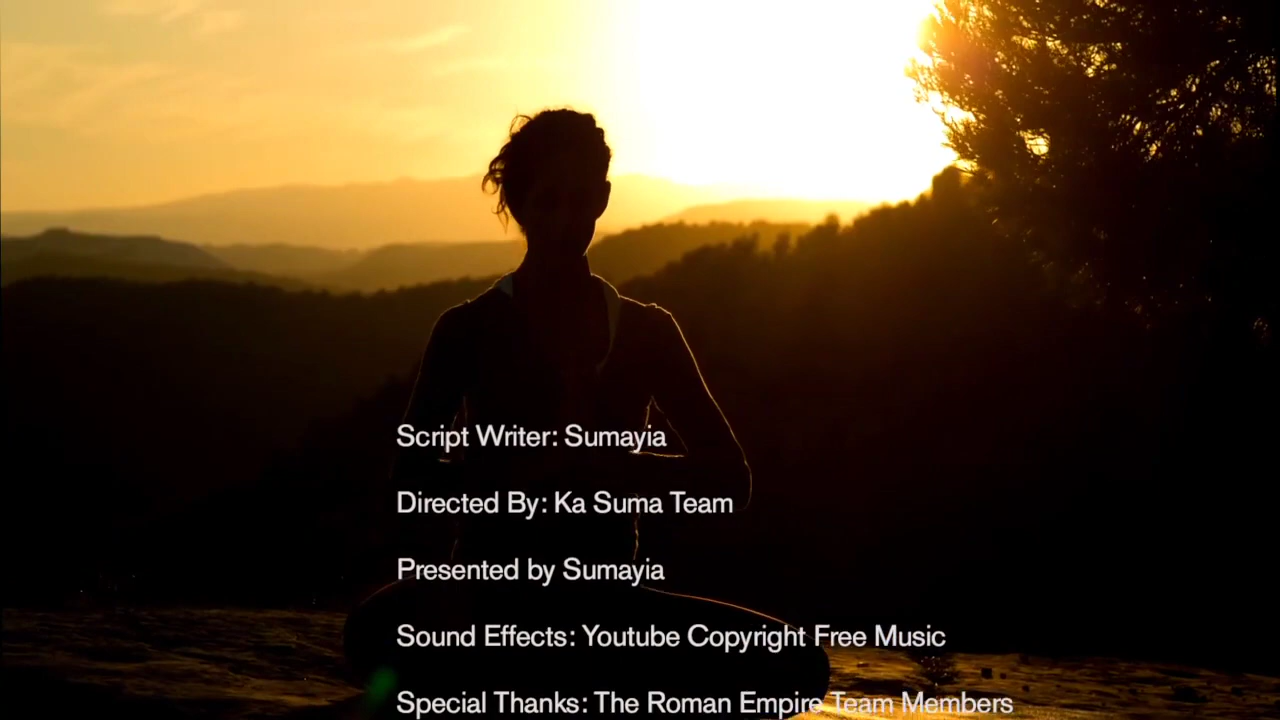 Script Writer: Sumayia
Directed By: Ka Suma Team
Presented by Sumayia
Sound Effects: Youtube Copyright Free Music
Special Thanks: The Roman Empire Team Members